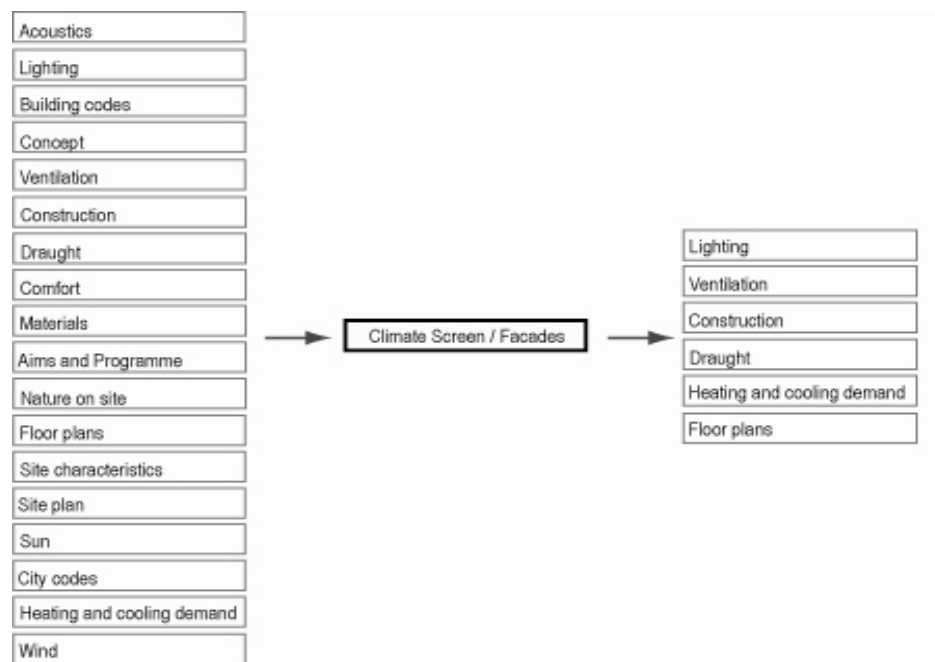 Acoustics
Lighting
Building codes
Concept
Ventilation
Construction
Draught
Comfort
Materials
Aims and Programme
Nature on site
Floor plans
Site characteristics
Site plan
Sun
City codes
Heating and cooling demand
Wind
Climate Screen / Facades
Lighting
Ventilation
Construction
Draught
Heating and cooling demand
Floor plans